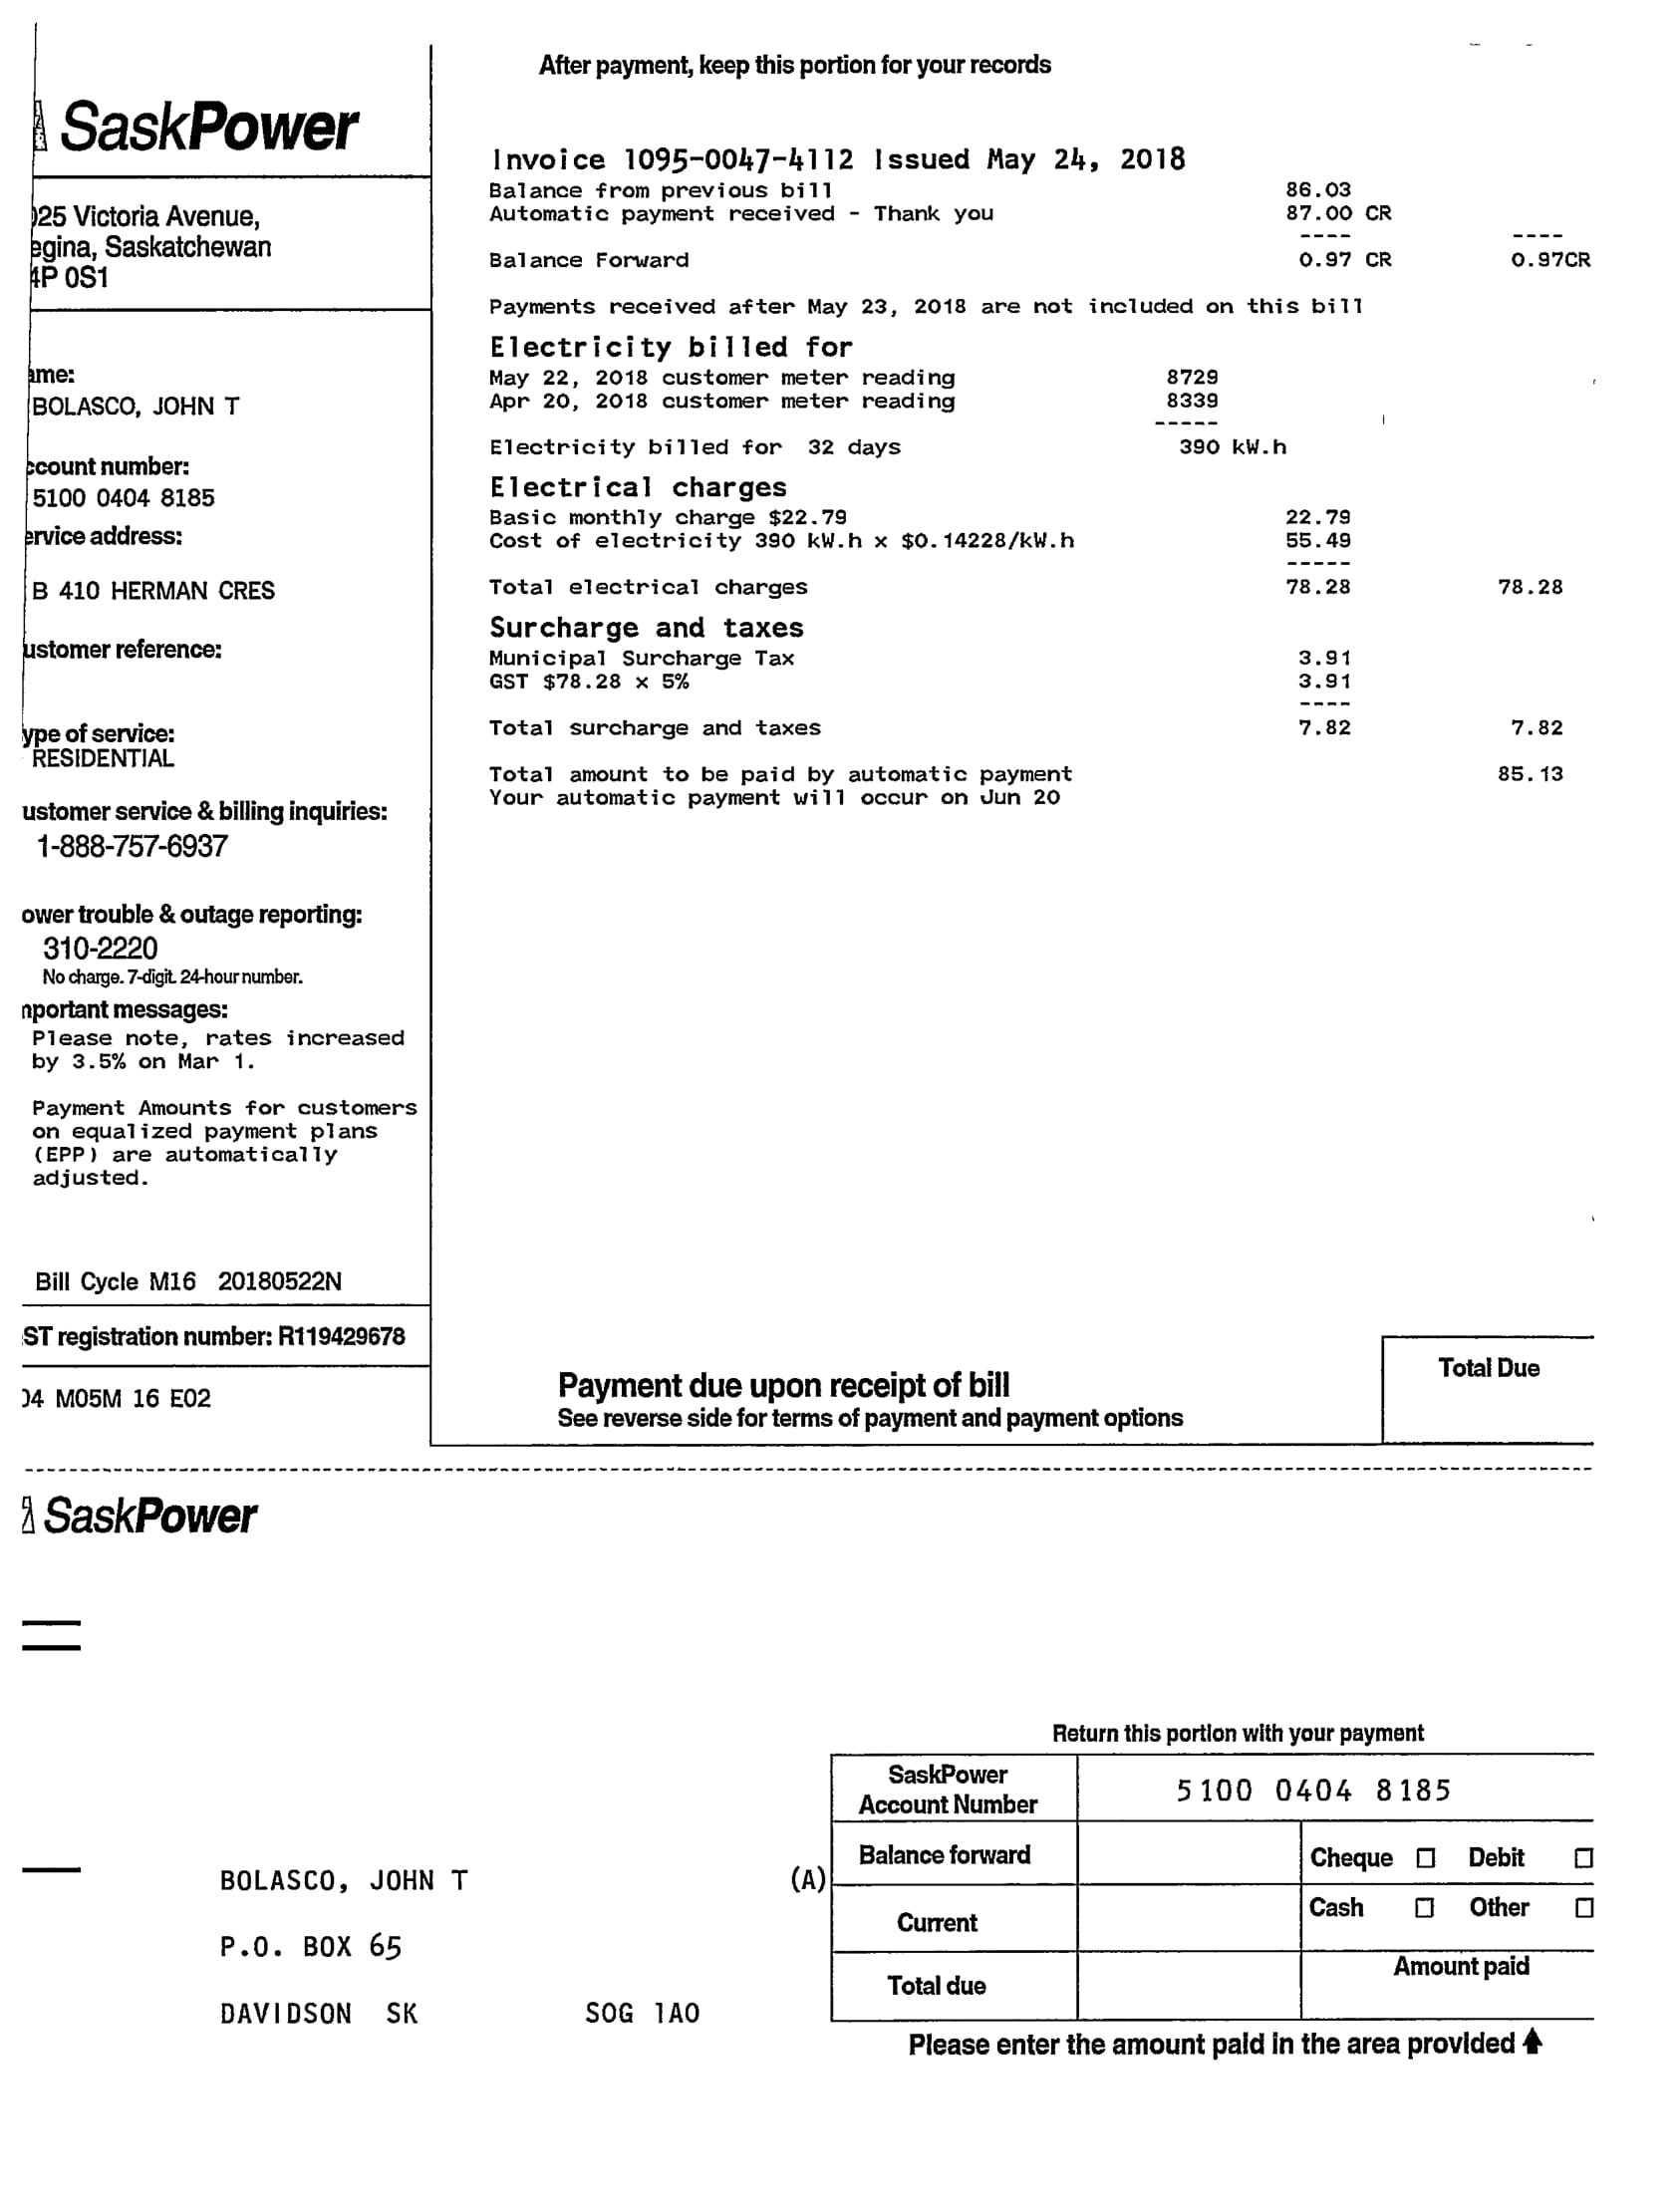 After payment, keep this portion for your records
SaskPower
025 Victoria Avenue,
egina, Saskatchewan
4P 0S1
ame:
BOLASCO, JOHN T
ccount number:
5100 0404 8185
ervice address:
B 410 HERMAN CRES
ustomer reference:
ype of service:
RESIDENTIAL
ustomer service & billing inquiries:
1-888-757-6937
ower trouble & outage reporting:
310-2220
No charge. 7-digit. 24-hour number.
mportant messages:
Please note, rates increased
by 3.5% on Mar 1.
Payment Amounts for customers
on equalized payment plans
(EPP) are automatically
adjusted.
Bill Cycle M16 20180522N
ST registration number: R119429678
04 M05M 16 E02
Invoice 1095-0047-4112 Issued May 24, 2018
Balance from previous bill 86.03
Automatic payment received - Thank you 87.00 CR
---- ----
Balance Forward 0.97 CR 0.97CR
Payments received after May 23, 2018 are not included on this bill
Electricity billed for
May 22, 2018 customer meter reading 8729
Apr 20, 2018 customer meter reading 8339
-----
Electricity billed for 32 days 390 kW.h
Electrical charges
Basic monthly charge $22.79 22.79
Cost of electricity 390 kW.h x $0.14228/kW.h 55.49
-----
Total electrical charges 78.28 78.28
Surcharge and taxes
Municipal Surcharge Tax 3.91
GST $78.28 x 5% 3.91
----
Total surcharge and taxes 7.82 7.82
Total amount to be paid by automatic payment 85.13
Your automatic payment will occur on Jun 20
Payment due upon receipt of bill
See reverse side for terms of payment and payment options
Total Due
SaskPower
Return this portion with your payment
SaskPower
Account Number
5100 0404 8185
Balance forward
Cheque Debit
Cash Other
Current
Total due
Amount paid
Please enter the amount paid in the area provided
BOLASCO, JOHN T (A)
P.O. BOX 65
DAVIDSON SK S0G 1A0